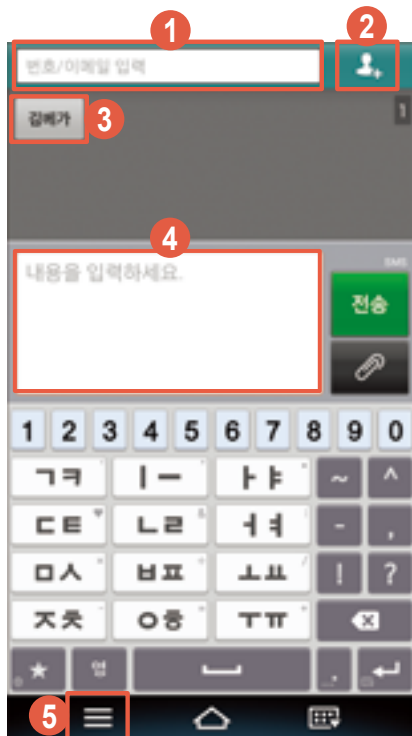 1 2
번호/이메일 입력
김베가 3 1
4
내용을 입력하세요. SMS
전송
1 2 3 4 5 6 7 8 9 0
ㄱㅋ ㅣㅡ ㅏㅑ ~ ^
ㄷㅌ ㄴㄹ ㅓㅕ - ,
ㅁㅅ ㅂㅍ ㅗㅛ ! ?
ㅈㅊ ㅇㅎ ㅜㅠ
★ 영 .
5